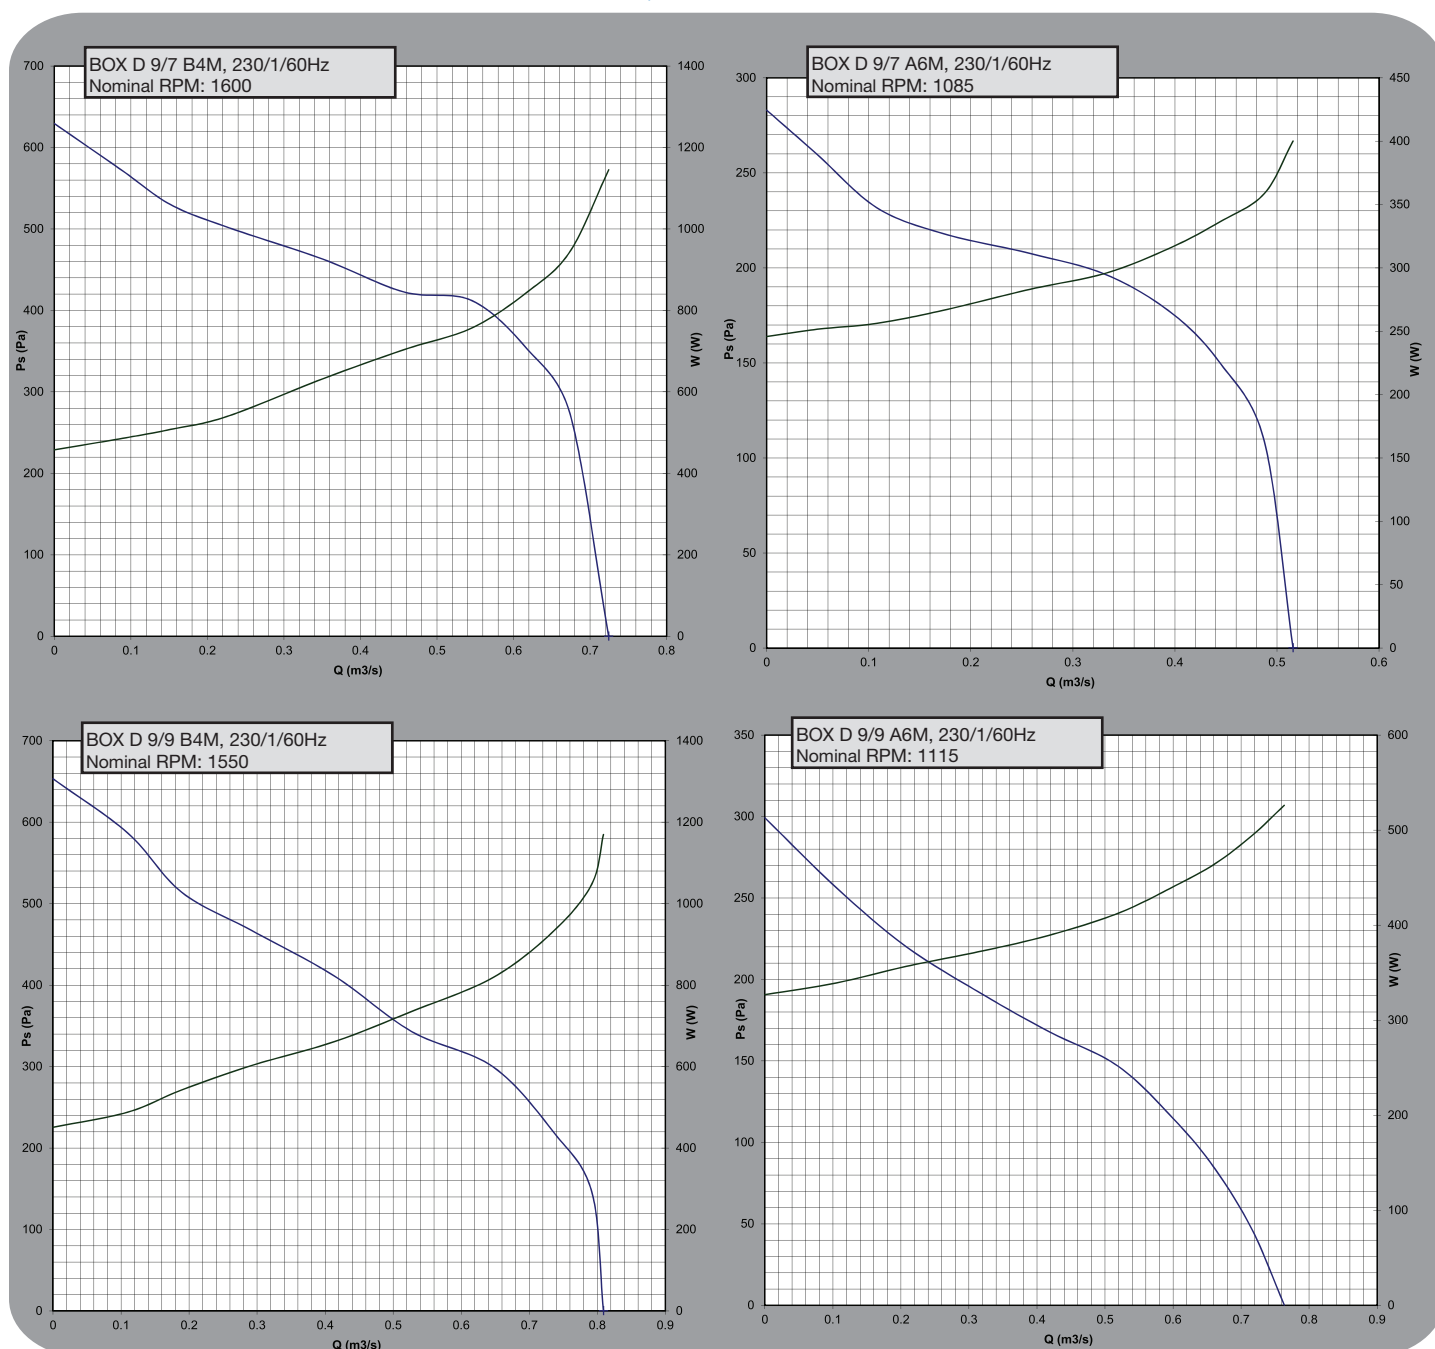 BOX D 9/7 B4M, 230/1/60Hz
Nominal RPM: 1600
700
600
500
400
300
200
100
0
Ps (Pa)
1400
1200
1000
800
600
400
200
0
W (W)
0 0.1 0.2 0.3 0.4 0.5 0.6 0.7 0.8
Q (m3/s)
BOX D 9/7 A6M, 230/1/60Hz
Nominal RPM: 1085
300
250
200
150
100
50
0
Ps (Pa)
450
400
350
300
250
200
150
100
50
0
W (W)
0 0.1 0.2 0.3 0.4 0.5 0.6
Q (m3/s)
BOX D 9/9 B4M, 230/1/60Hz
Nominal RPM: 1550
700
600
500
400
300
200
100
0
Ps (Pa)
1400
1200
1000
800
600
400
200
0
W (W)
0 0.1 0.2 0.3 0.4 0.5 0.6 0.7 0.8 0.9
Q (m3/s)
BOX D 9/9 A6M, 230/1/60Hz
Nominal RPM: 1115
350
300
250
200
150
100
50
0
Ps (Pa)
600
500
400
300
200
100
0
W (W)
0 0.1 0.2 0.3 0.4 0.5 0.6 0.7 0.8 0.9
Q (m3/s)